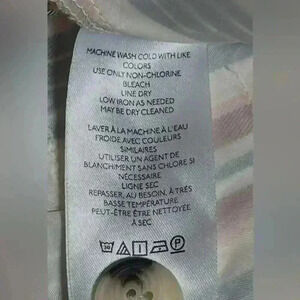 MACHINE WASH COLD WITH LIKE
COLORS
USE ONLY NON-CHLORINE
BLEACH
LINE DRY
LOW IRON AS NEEDED
MAY BE DRY CLEANED
LAVER À LA MACHINE À L'EAU
FROIDE AVEC COULEURS
SIMILAIRES
UTILISER UN AGENT DE
BLANCHIMENT SANS CHLORE SI
NÉCESSAIRE
LIGNE SEC
REPASSER, AU BESOIN, À TRÈS
BASSE TEMPÉRATURE
PEUT-ÊTRE ÊTRE NETTOYÉE
À SEC
30 P